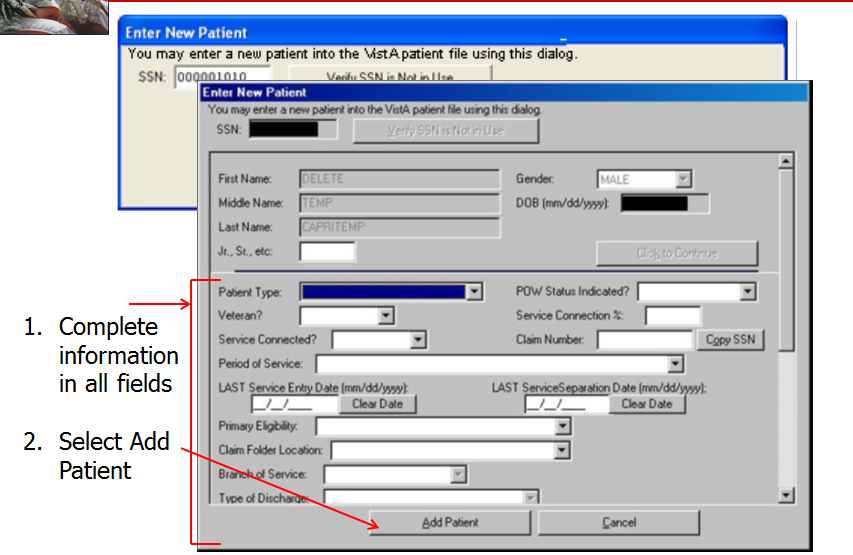 Enter New Patient
You may enter a new patient into the VistA patient file using this dialog.
SSN: 000001010 Verify SSN is Not in Use
Enter New Patient
You may enter a new patient into the VistA patient file using this dialog.
SSN: Verify SSN is Not in Use
First Name: DELETE Gender: MALE
Middle Name: TEMP DOB (mm/dd/yyyy):
Last Name: CAPRITEMP
Jr., Sr., etc: Click to Continue
Patient Type: POW Status Indicated?
Veteran? Service Connection %:
Service Connected? Claim Number: Copy SSN
Period of Service:
LAST Service Entry Date (mm/dd/yyyy): LAST ServiceSeparation Date (mm/dd/yyyy):
__/__/____ Clear Date __/__/____ Clear Date
Primary Eligibility:
Claim Folder Location:
Branch of Service:
Type of Discharge:
Add Patient Cancel
1. Complete
information
in all fields
2. Select Add
Patient